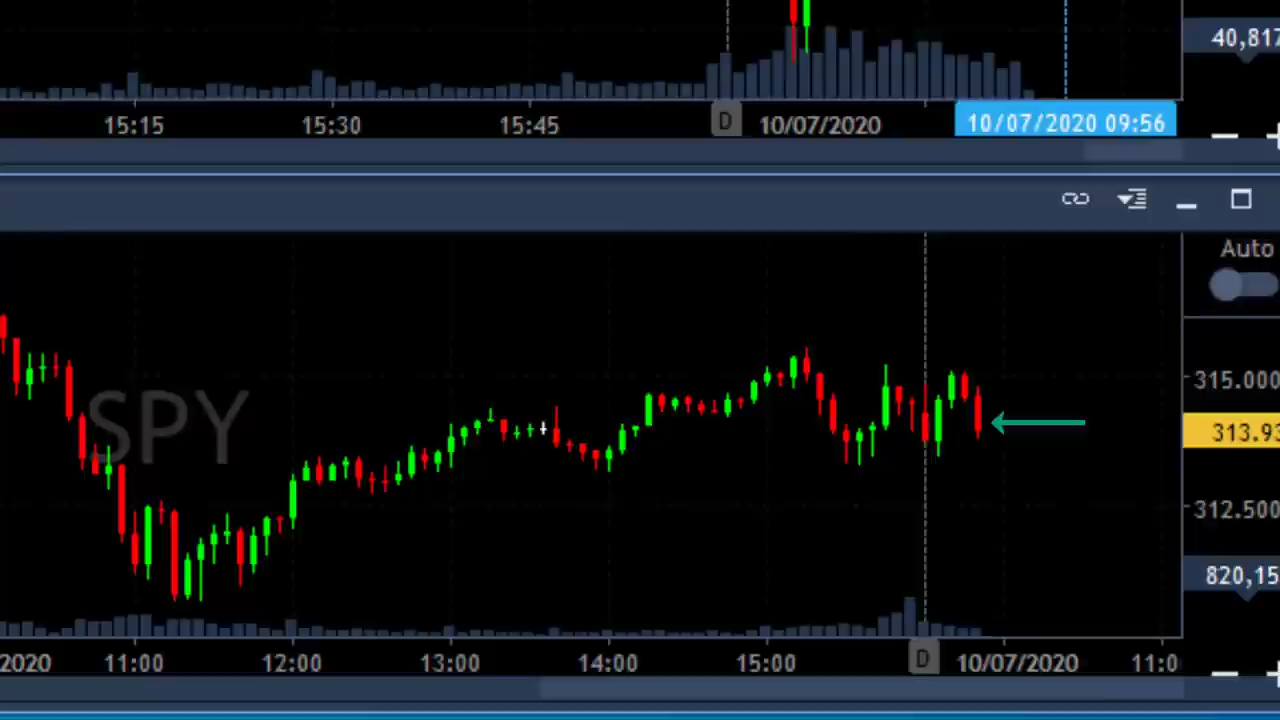 40,817
15:15 15:30 15:45 D 10/07/2020 10/07/2020 09:56
Auto
SPY
315.000
313.93
312.500
820,15
2020 11:00 12:00 13:00 14:00 15:00 D 10/07/2020 11:0